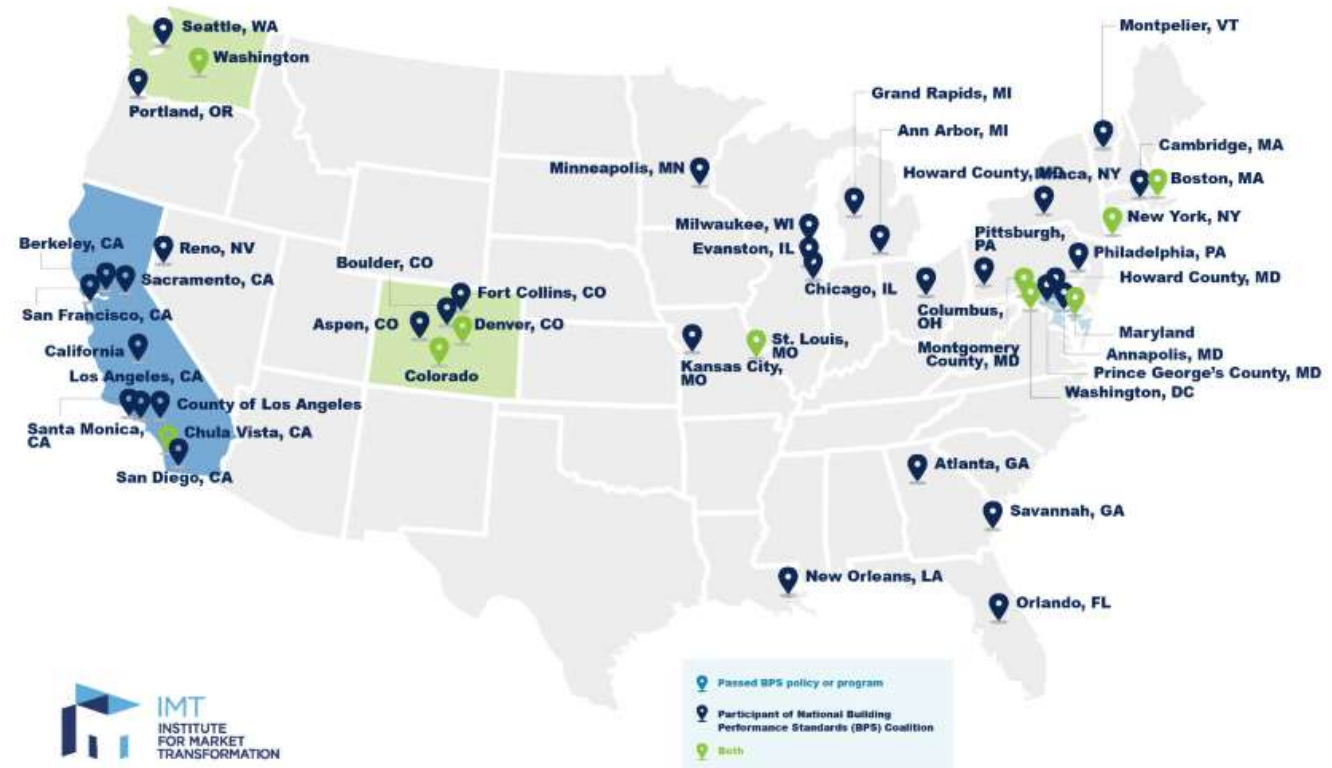 Seattle, WA
Washington
Portland, OR
Montpelier, VT
Grand Rapids, MI
Ann Arbor, MI
Minneapolis, MN
Cambridge, MA
Howard County, MD
Ithaca, NY
Boston, MA
Milwaukee, WI
New York, NY
Evanston, IL
Pittsburgh,
PA
Philadelphia, PA
Berkeley, CA
Reno, NV
Boulder, CO
Sacramento, CA
Howard County, MD
Chicago, IL
Fort Collins, CO
San Francisco, CA
Aspen, CO
Denver, CO
Columbus,
OH
Maryland
St. Louis,
MO
California
Montgomery
County, MD
Annapolis, MD
Kansas City,
MO
Prince George's County, MD
Colorado
Los Angeles, CA
Washington, DC
County of Los Angeles
Santa Monica,
CA
Chula Vista, CA
San Diego, CA
Atlanta, GA
Savannah, GA
New Orleans, LA
Orlando, FL
Passed BPS policy or program
Participant of National Building
Performance Standards (BPS) Coalition
Both
IMT
INSTITUTE
FOR MARKET
TRANSFORMATION